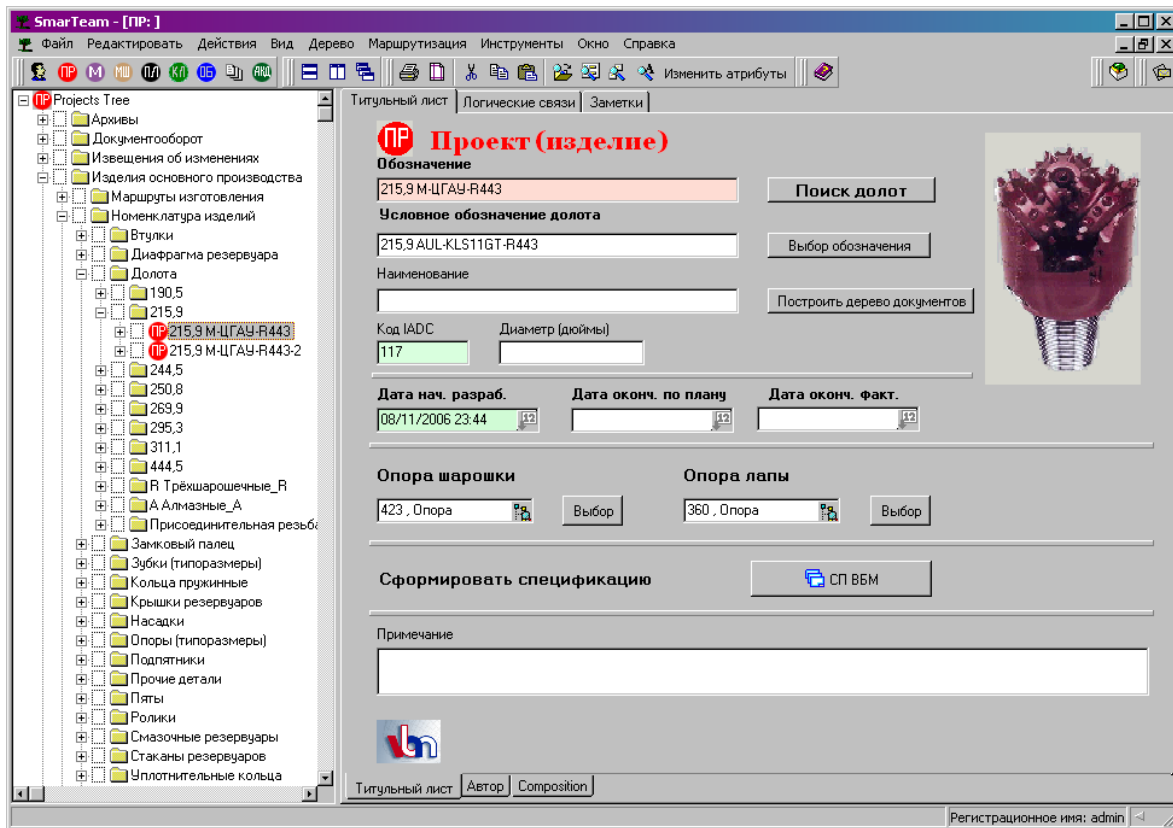 SmarTeam - [ПР: ]
Файл Редактировать Действия Вид Дерево Маршрутизация Инструменты Окно Справка
ПР М МШ ПЛ КЛ ОБ АКД Изменить атрибуты
ПР Projects Tree
Архивы
Документооборот
Извещения об изменениях
Изделия основного производства
Маршруты изготовления
Номенклатура изделий
Втулки
Диафрагма резервуара
Долота
190,5
215,9
ПР 215,9 М-ЦГАУ-R443
ПР 215,9 М-ЦГАУ-R443-2
244,5
250,8
269,9
295,3
311,1
444,5
R Трёхшарошечные_R
A Алмазные_A
Присоединительная резьба
Замковый палец
Зубки (типоразмеры)
Кольца пружинные
Крышки резервуаров
Насадки
Опоры (типоразмеры)
Подпятники
Прочие детали
Пяты
Ролики
Смазочные резервуары
Стаканы резервуаров
Уплотнительные кольца
Титульный лист Логические связи Заметки
ПР Проект (изделие)
Обозначение
215,9 М-ЦГАУ-R443
Поиск долот
Условное обозначение долота
215,9 AUL-KLS11GT-R443
Выбор обозначения
Наименование
Построить дерево документов
Код IADC Диаметр (дюймы)
117
Дата нач. разраб. Дата оконч. по плану Дата оконч. факт.
08/11/2006 23:44 12 12 12
Опора шарошки Опора лапы
423 , Опора Выбор 360 , Опора Выбор
Сформировать спецификацию СП ВБМ
Примечание
vbm
Титульный лист Автор Composition
Регистрационное имя: admin